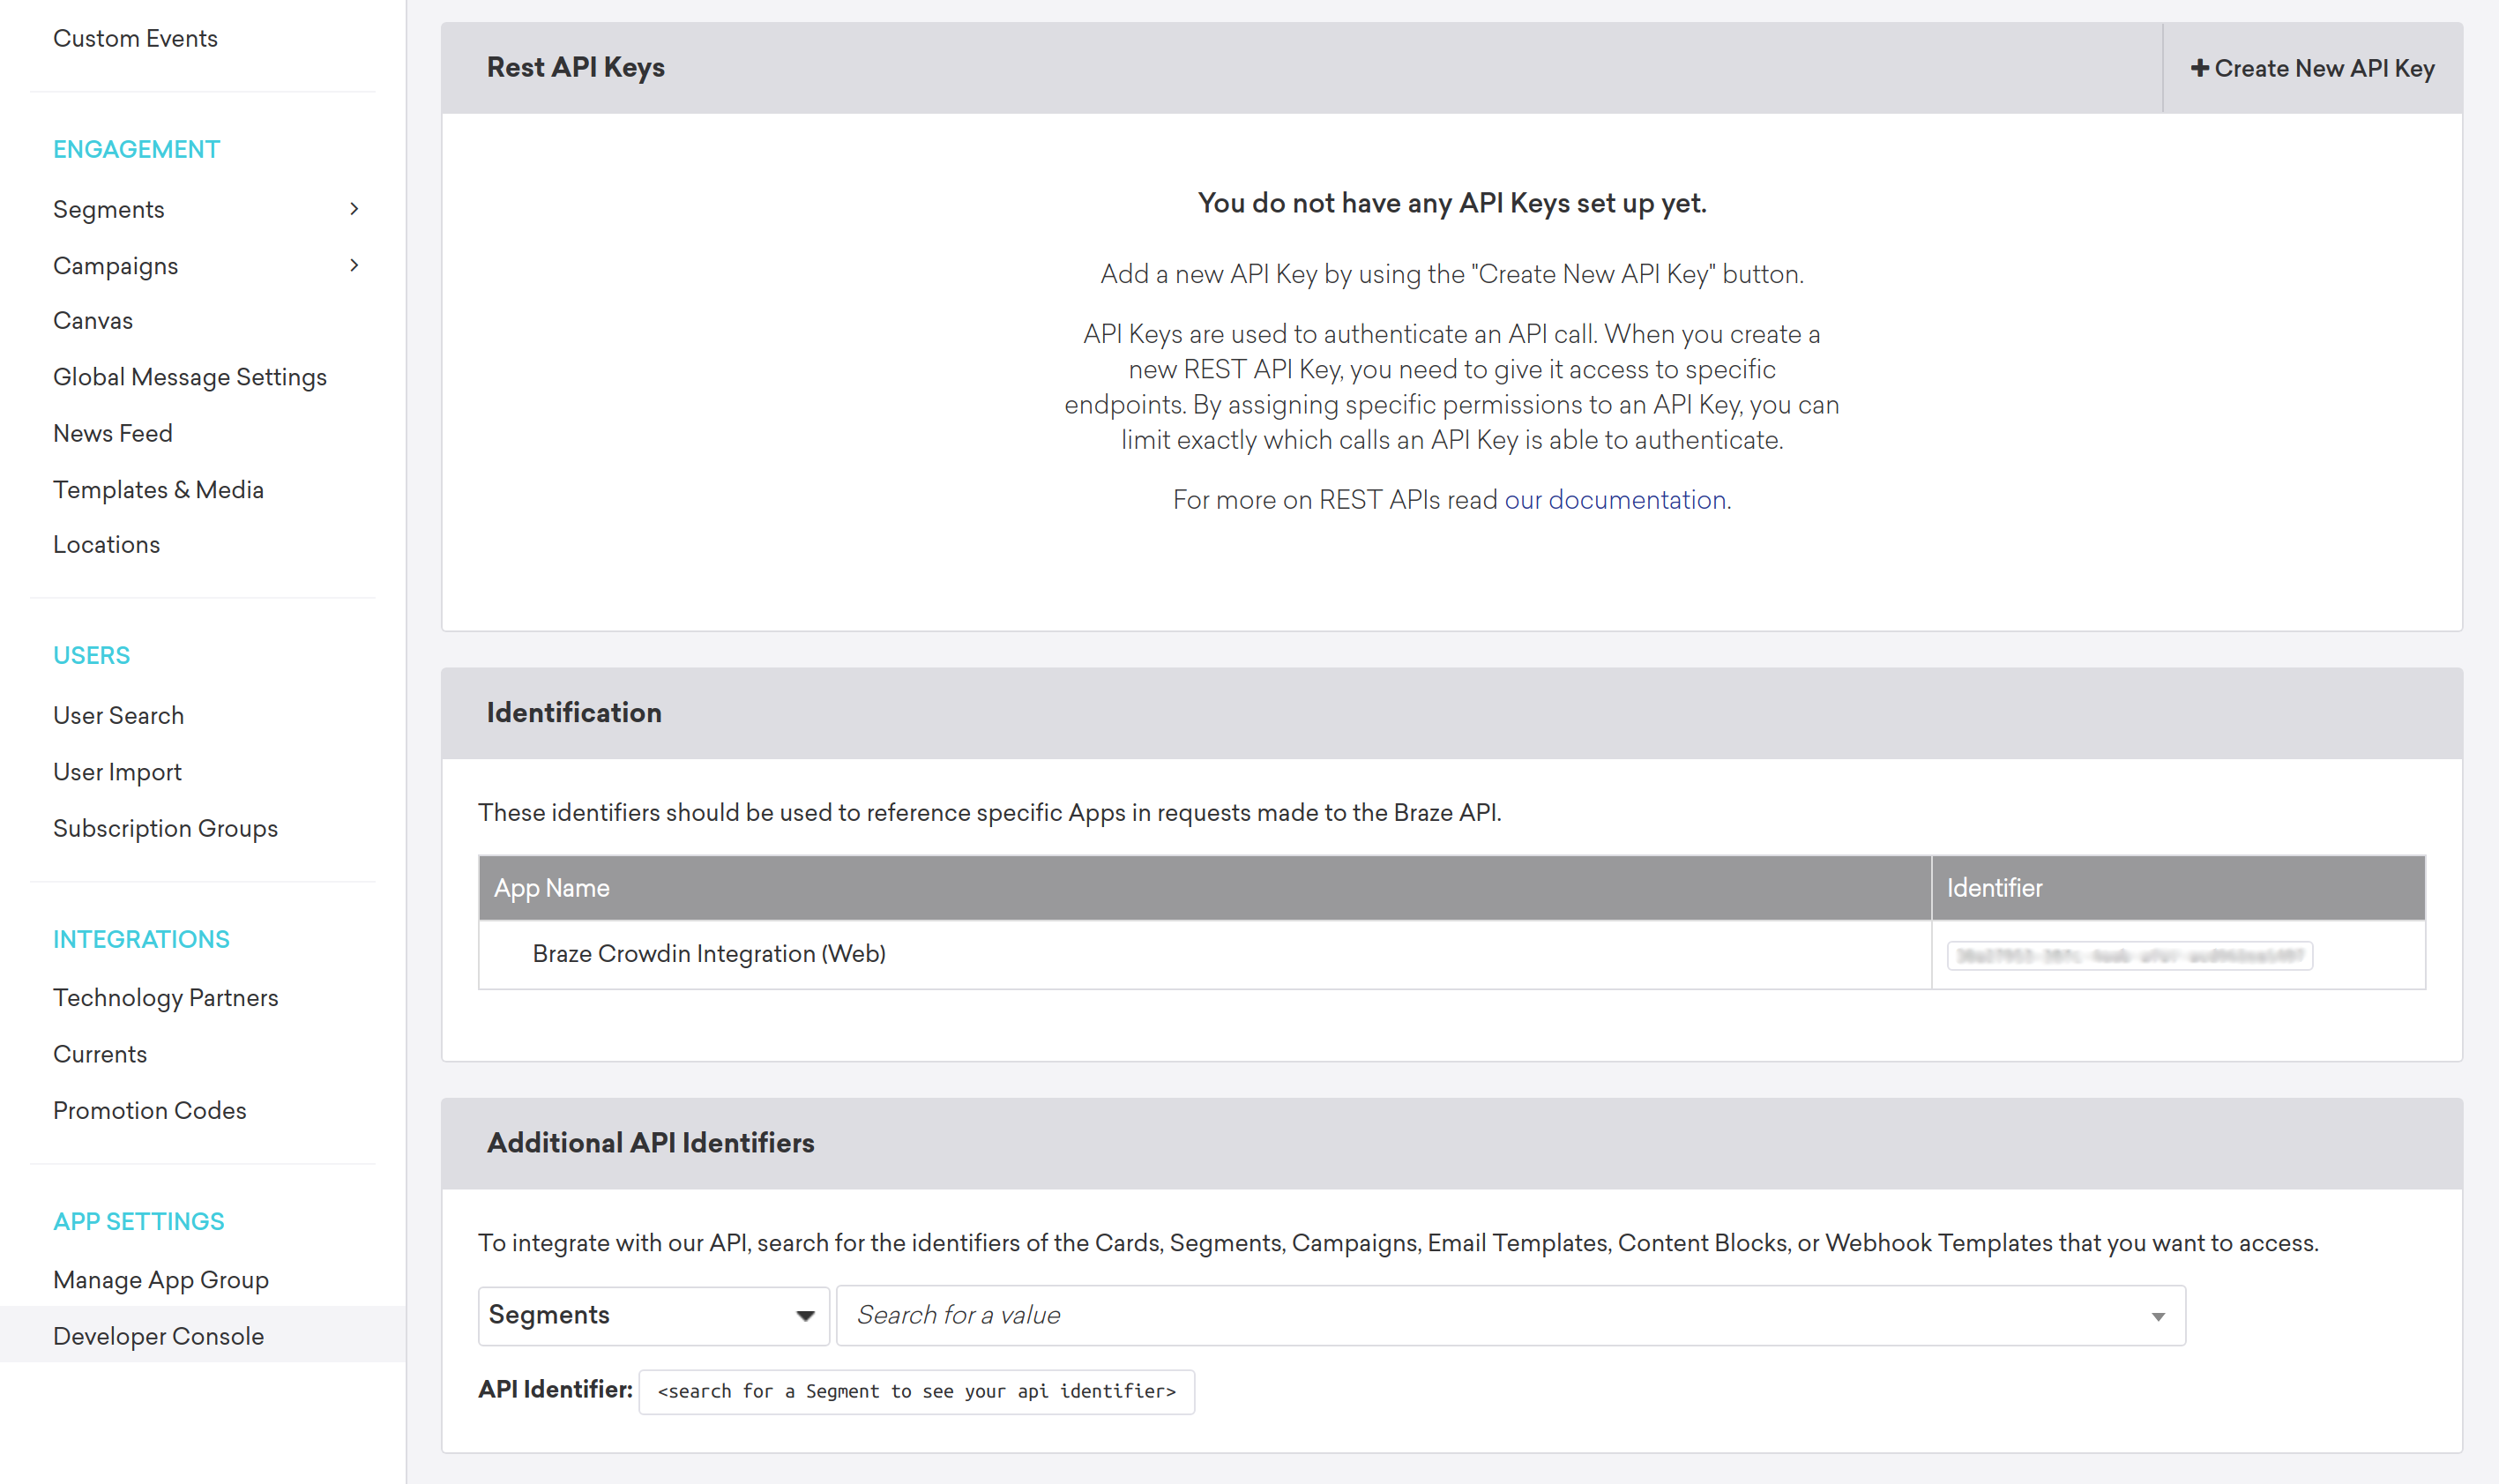 Custom Events
ENGAGEMENT
Segments
Campaigns
Canvas
Global Message Settings
News Feed
Templates & Media
Locations
USERS
User Search
User Import
Subscription Groups
INTEGRATIONS
Technology Partners
Currents
Promotion Codes
APP SETTINGS
Manage App Group
Developer Console
Rest API Keys
Create New API Key
You do not have any API Keys set up yet.
Add a new API Key by using the "Create New API Key" button.
API Keys are used to authenticate an API call. When you create a
new REST API Key, you need to give it access to specific
endpoints. By assigning specific permissions to an API Key, you can
limit exactly which calls an API Key is able to authenticate.
For more on REST APIs read our documentation.
Identification
These identifiers should be used to reference specific Apps in requests made to the Braze API.
App Name Identifier
Braze Crowdin Integration (Web)
Additional API Identifiers
To integrate with our API, search for the identifiers of the Cards, Segments, Campaigns, Email Templates, Content Blocks, or Webhook Templates that you want to access.
Segments Search for a value
API Identifier: <search for a Segment to see your api identifier>